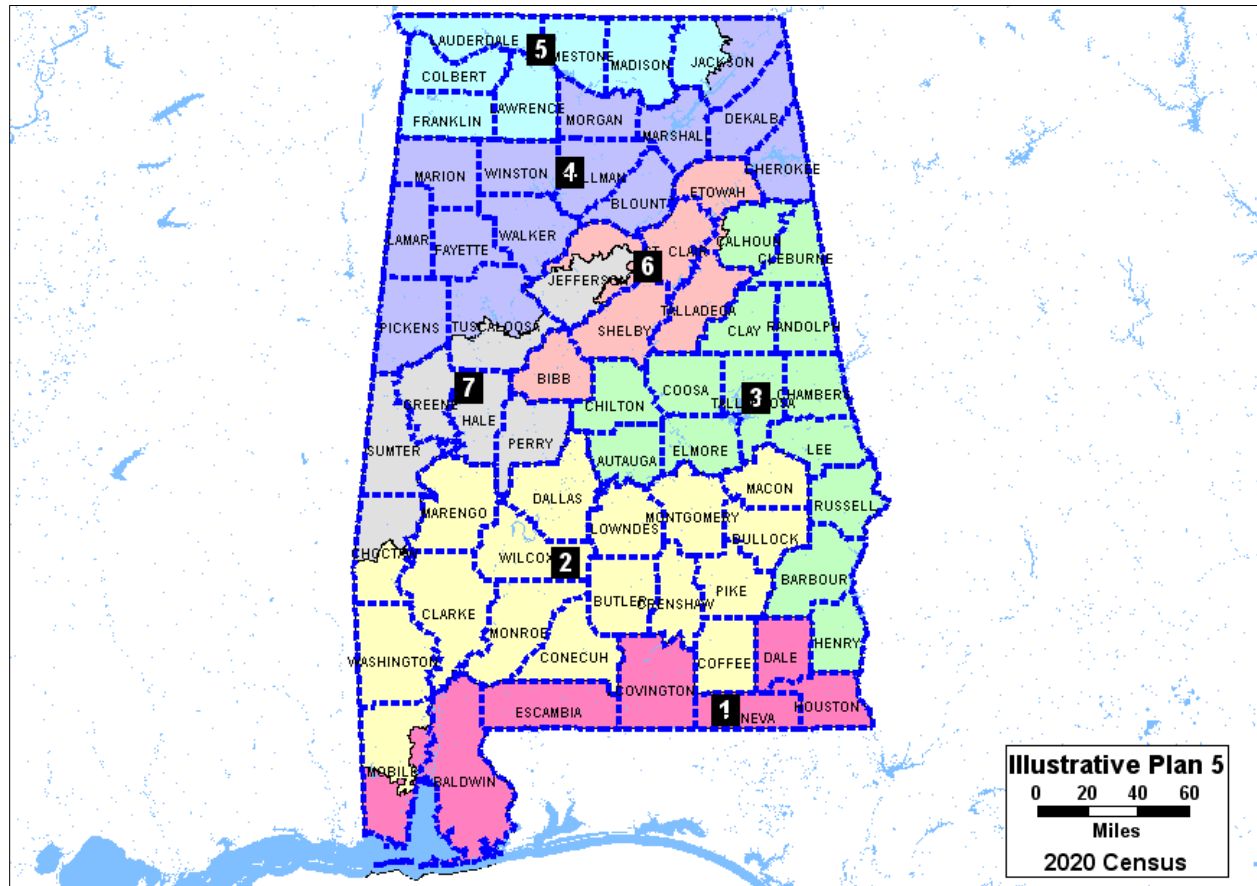 LAUDERDALE
5
MESTONE
MADISON
JACKSON
COLBERT
LAWRENCE
FRANKLIN
MORGAN
MARSHALL
DEKALB
MARION
WINSTON
4
LLMAN
CHEROKEE
BLOUNT
ETOWAH
LAMAR
FAYETTE
WALKER
CALHOUN
CLEBURNE
T. CLAIR
6
JEFFERSON
PICKENS
TUSCALOOSA
SHELBY
TALLADEGA
CLAY
RANDOLPH
BIBB
7
GREENE
HALE
CHILTON
COOSA
3
TALLAPOOSA
CHAMBERS
SUMTER
PERRY
AUTAUGA
ELMORE
LEE
MARENGO
DALLAS
MACON
RUSSELL
LOWNDES
MONTGOMERY
BULLOCK
CHOCTAW
WILCOX
2
BARBOUR
CLARKE
BUTLER
CRENSHAW
PIKE
MONROE
WASHINGTON
CONECUH
COFFEE
DALE
HENRY
COVINGTON
ESCAMBIA
1
NEVA
HOUSTON
MOBILE
BALDWIN
Illustrative Plan 5
0 20 40 60
Miles
2020 Census